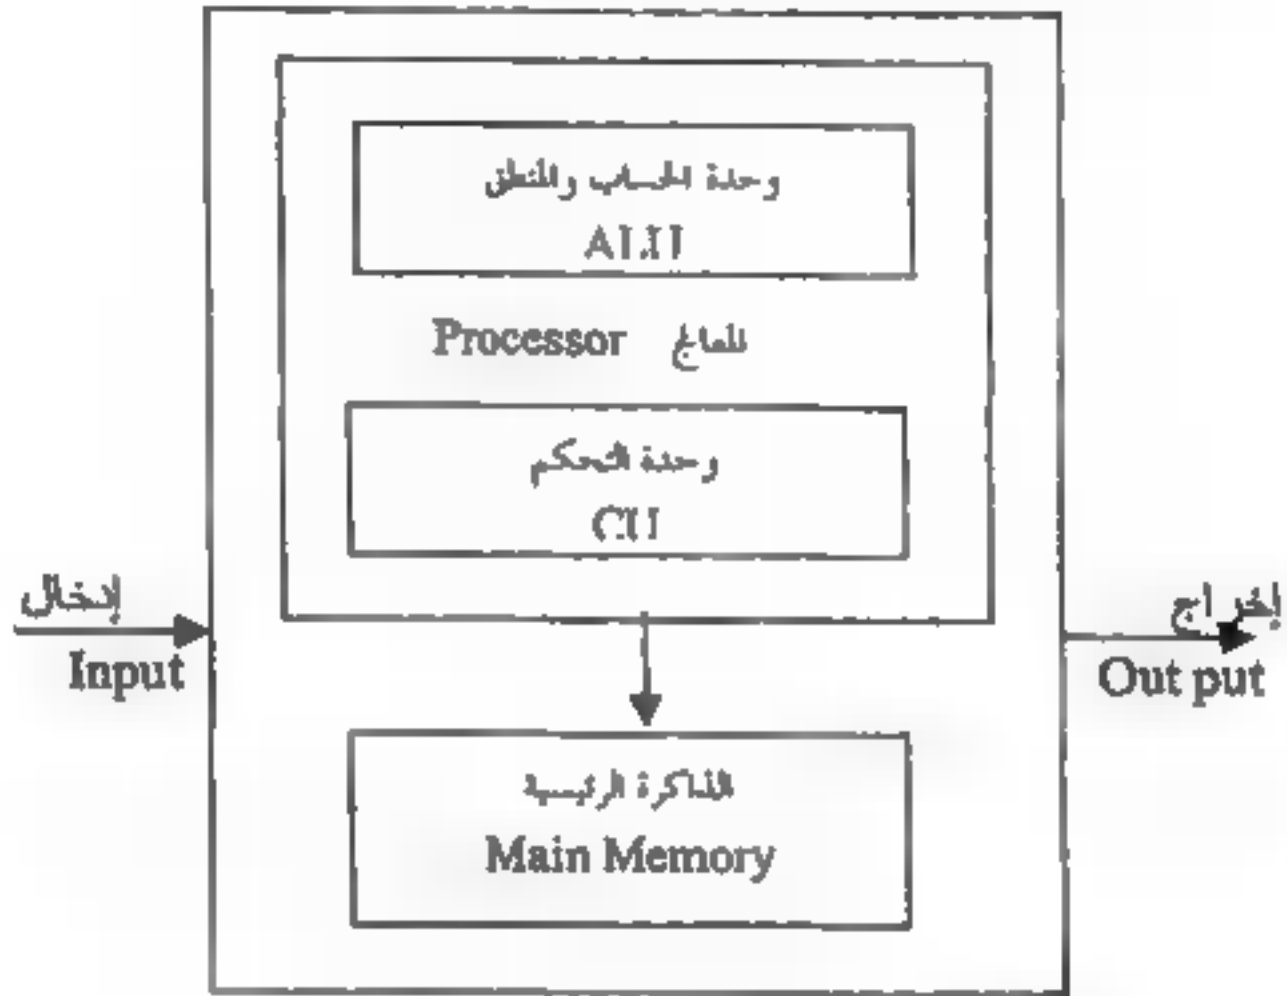 وحدة الحساب والمنطق
ALU
Processor المعالج
وحدة التحكم
CU
إدخال
Input
إخراج
Out put
الذاكرة الرئيسية
Main Memory